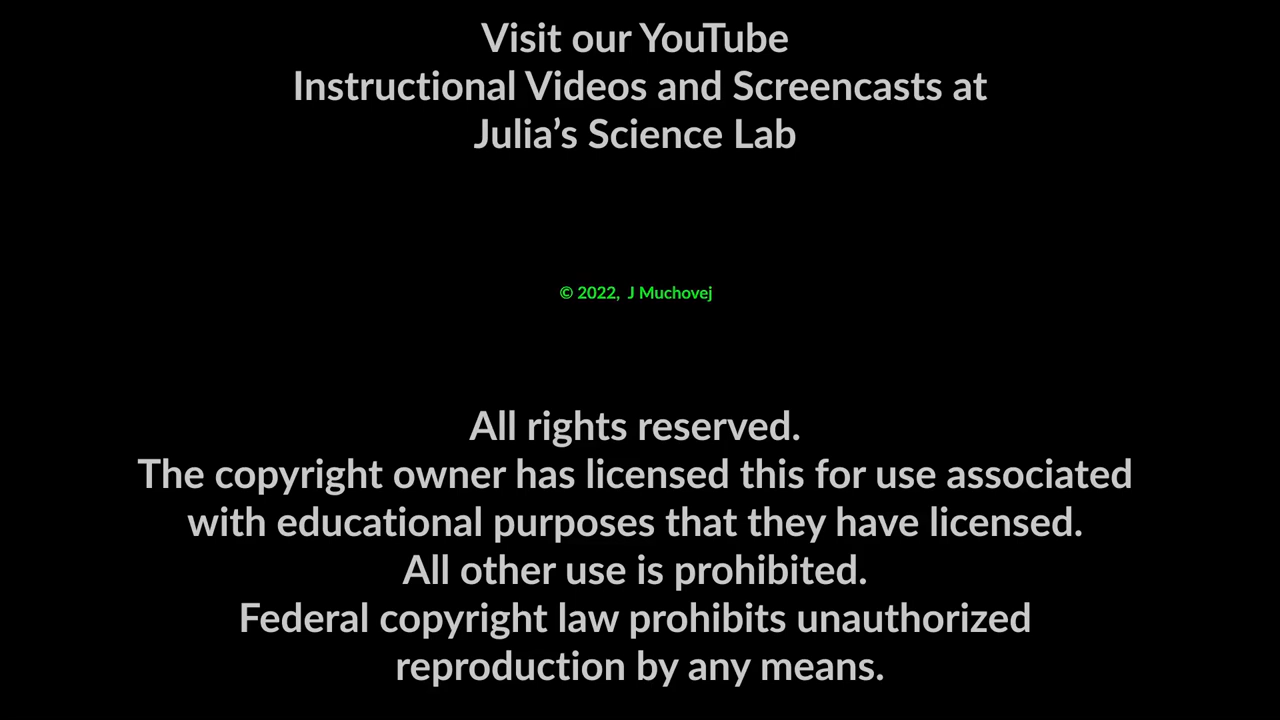 Visit our YouTube
Instructional Videos and Screencasts at
Julia’s Science Lab
© 2022, J Muchovej
All rights reserved.
The copyright owner has licensed this for use associated
with educational purposes that they have licensed.
All other use is prohibited.
Federal copyright law prohibits unauthorized
reproduction by any means.